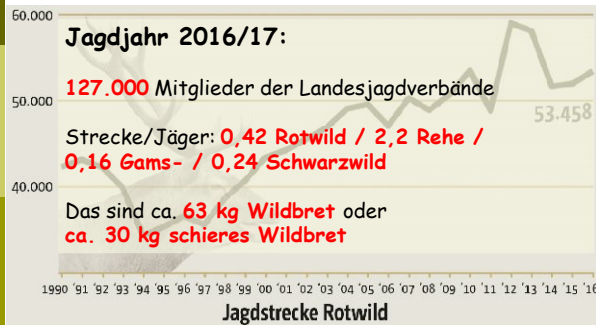 60.000
Jagdjahr 2016/17:
127.000 Mitglieder der Landesjagdverbände
50.000
53.458
Strecke/Jäger: 0,42 Rotwild / 2,2 Rehe /
0,16 Gams- / 0,24 Schwarzwild
40.000
Das sind ca. 63 kg Wildbret oder
ca. 30 kg schieres Wildbret
1990 '91 '92 '93 '94 '95 '96 '97 '98 '99 '00 '01 '02 '03 '04 '05 '06 '07 '08 '09 '10 '11 '12 '13 '14 '15 '16
Jagdstrecke Rotwild